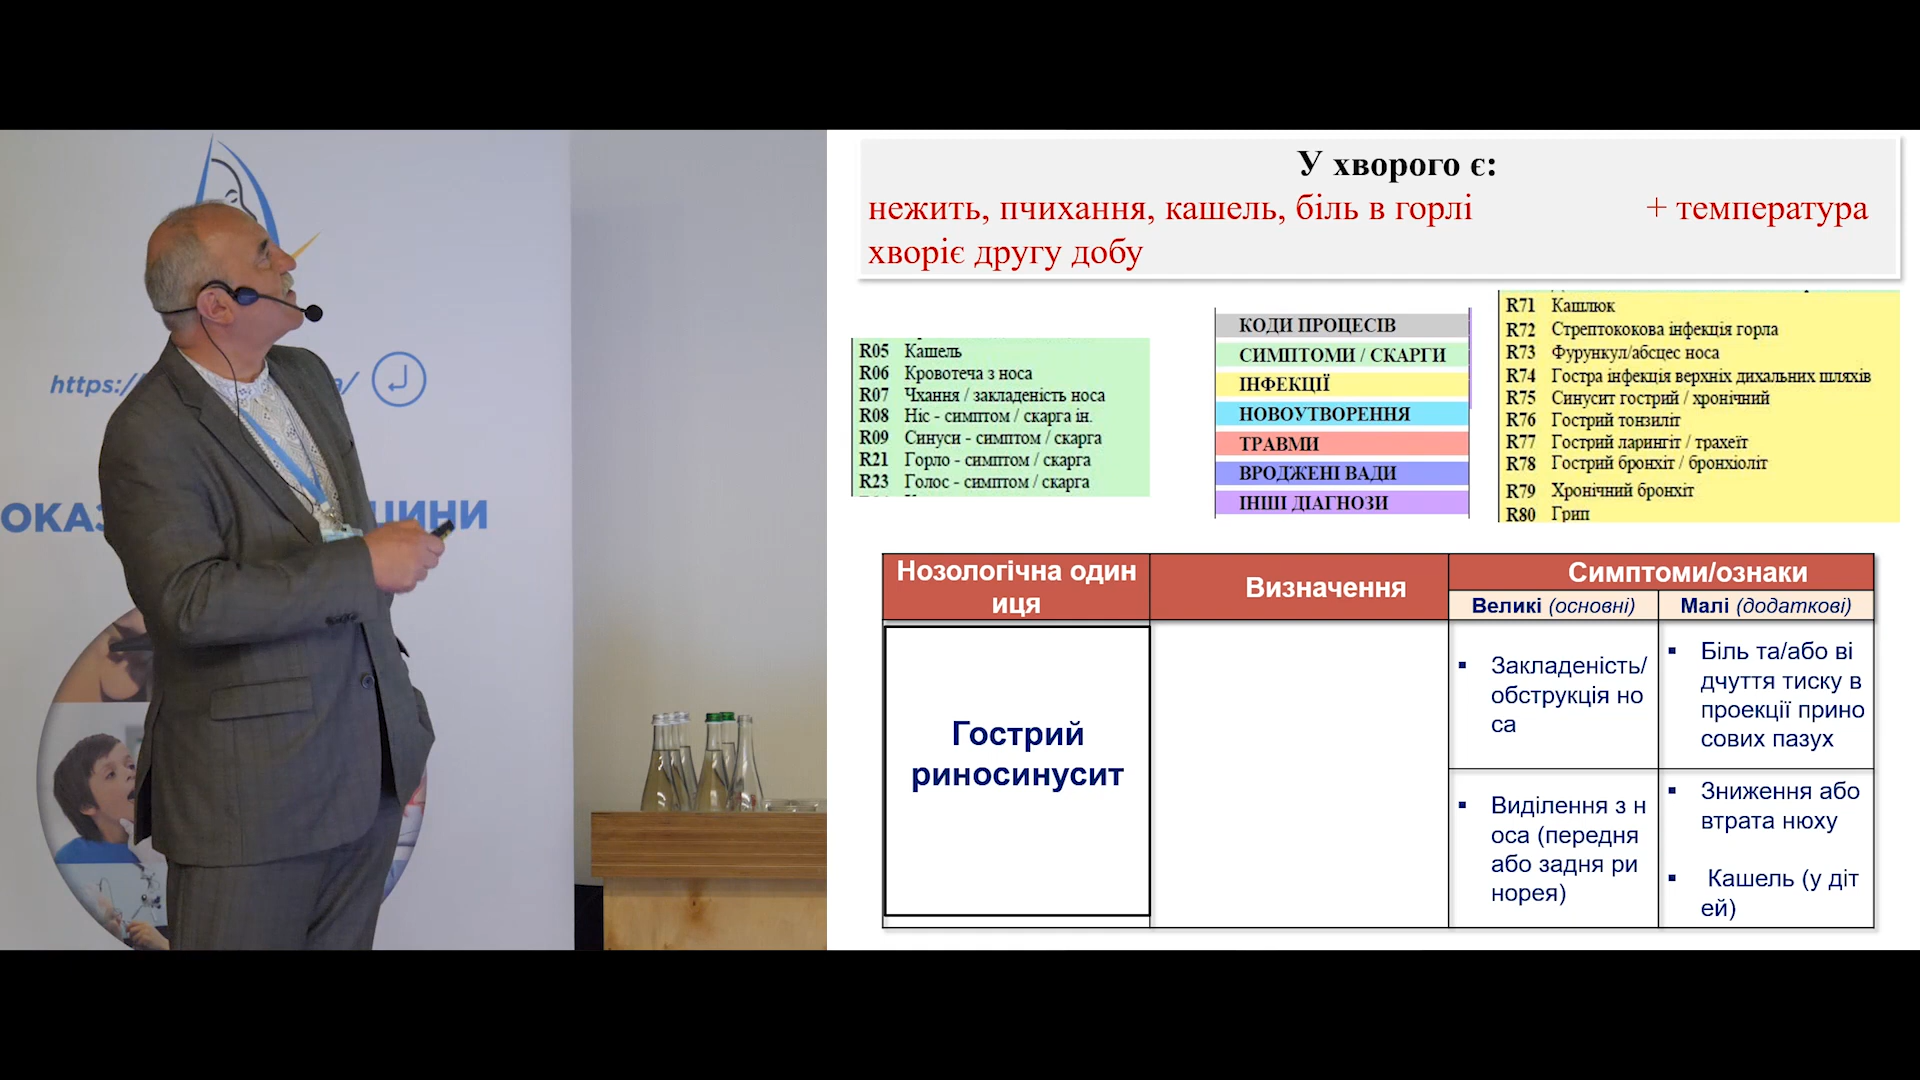 https:/
а/
ОКАЗ
ЦИНИ
У хворого є:
нежить, пчихання, кашель, біль в горлі + температура
хворіє другу добу
R05 Кашель
R06 Кровотеча з носа
R07 Чхання / закладеність носа
R08 Ніс - симптом / скарга ін.
R09 Синуси - симптом / скарга
R21 Горло - симптом / скарга
R23 Голос - симптом / скарга
КОДИ ПРОЦЕСІВ
СИМПТОМИ / СКАРГИ
ІНФЕКЦІЇ
НОВОУТВОРЕННЯ
ТРАВМИ
ВРОДЖЕНІ ВАДИ
ІНШІ ДІАГНОЗИ
R71 Кашлюк
R72 Стрептококова інфекція горла
R73 Фурункул/абсцес носа
R74 Гостра інфекція верхніх дихальних шляхів
R75 Синусит гострий / хронічний
R76 Гострий тонзиліт
R77 Гострий ларингіт / трахеїт
R78 Гострий бронхіт / бронхіоліт
R79 Хронічний бронхіт
R80 Грип
Нозологічна один
иця
Визначення
Симптоми/ознаки
Великі (основні)
Малі (додаткові)
Гострий
риносинусит
▪ Закладеність/
обструкція но
са
▪ Біль та/або ві
дчуття тиску в
проекції прино
сових пазух
▪ Виділення з н
оса (передня
або задня ри
норея)
▪ Зниження або
втрата нюху
▪ Кашель (у діт
ей)